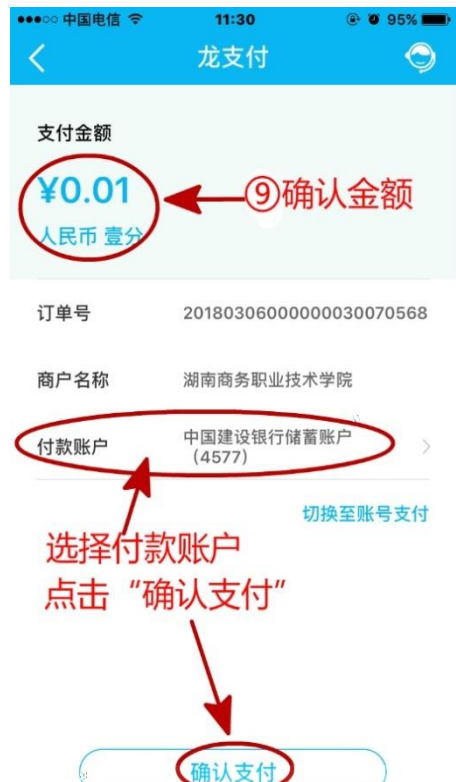 中国电信 11:30 95%
龙支付
支付金额
¥0.01 ⑨确认金额
人民币 壹分
订单号 20180306000000030070568
商户名称 湖南商务职业技术学院
付款账户 中国建设银行储蓄账户
(4577)
切换至账号支付
选择付款账户
点击“确认支付”
确认支付